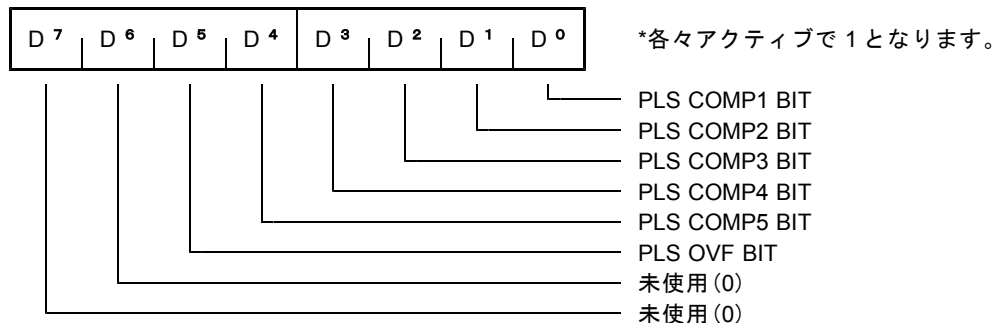 D7 D6 D5 D4 D3 D2 D1 D0 *各々アクティブで1となります。
PLS COMP1 BIT
PLS COMP2 BIT
PLS COMP3 BIT
PLS COMP4 BIT
PLS COMP5 BIT
PLS OVF BIT
未使用(0)
未使用(0)